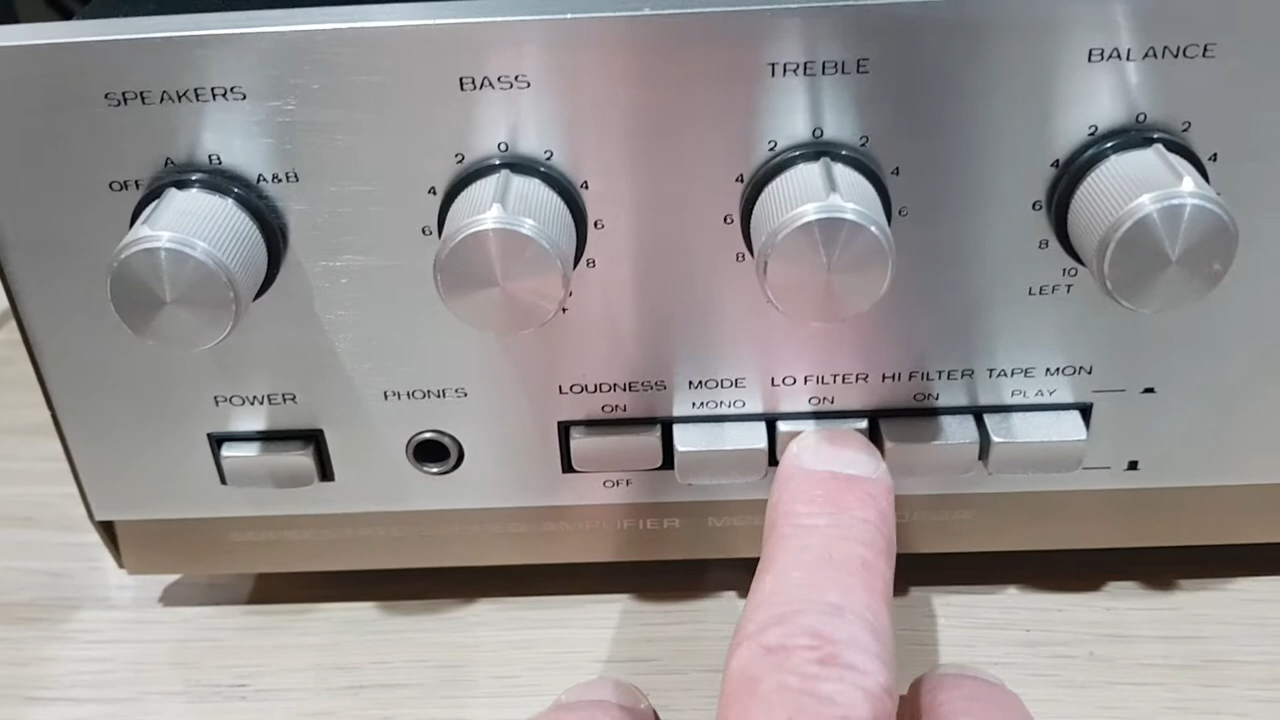 SPEAKERS
OFF A B A&B
BASS
6 4 2 0 2 4 6 8
+
TREBLE
8 6 4 2 0 2 4 6
BALANCE
10 8 6 4 2 0 2 4
LEFT
POWER
PHONES
LOUDNESS
ON
OFF
MODE
MONO
LO FILTER
ON
HI FILTER
ON
TAPE MON
PLAY
AMPLIFIER